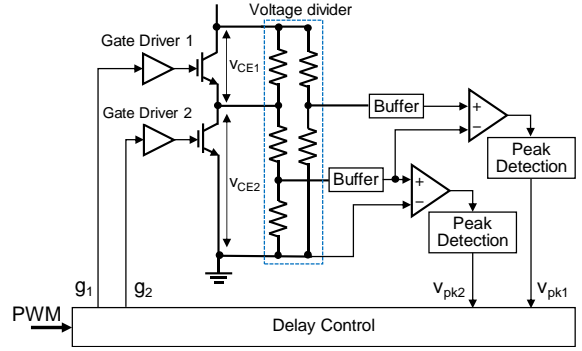 Voltage divider
Gate Driver 1
vCE1
Buffer
+
−
Gate Driver 2
Peak
Detection
vCE2
Buffer
+
−
Peak
Detection
g1
g2
vpk2
vpk1
PWM
Delay Control